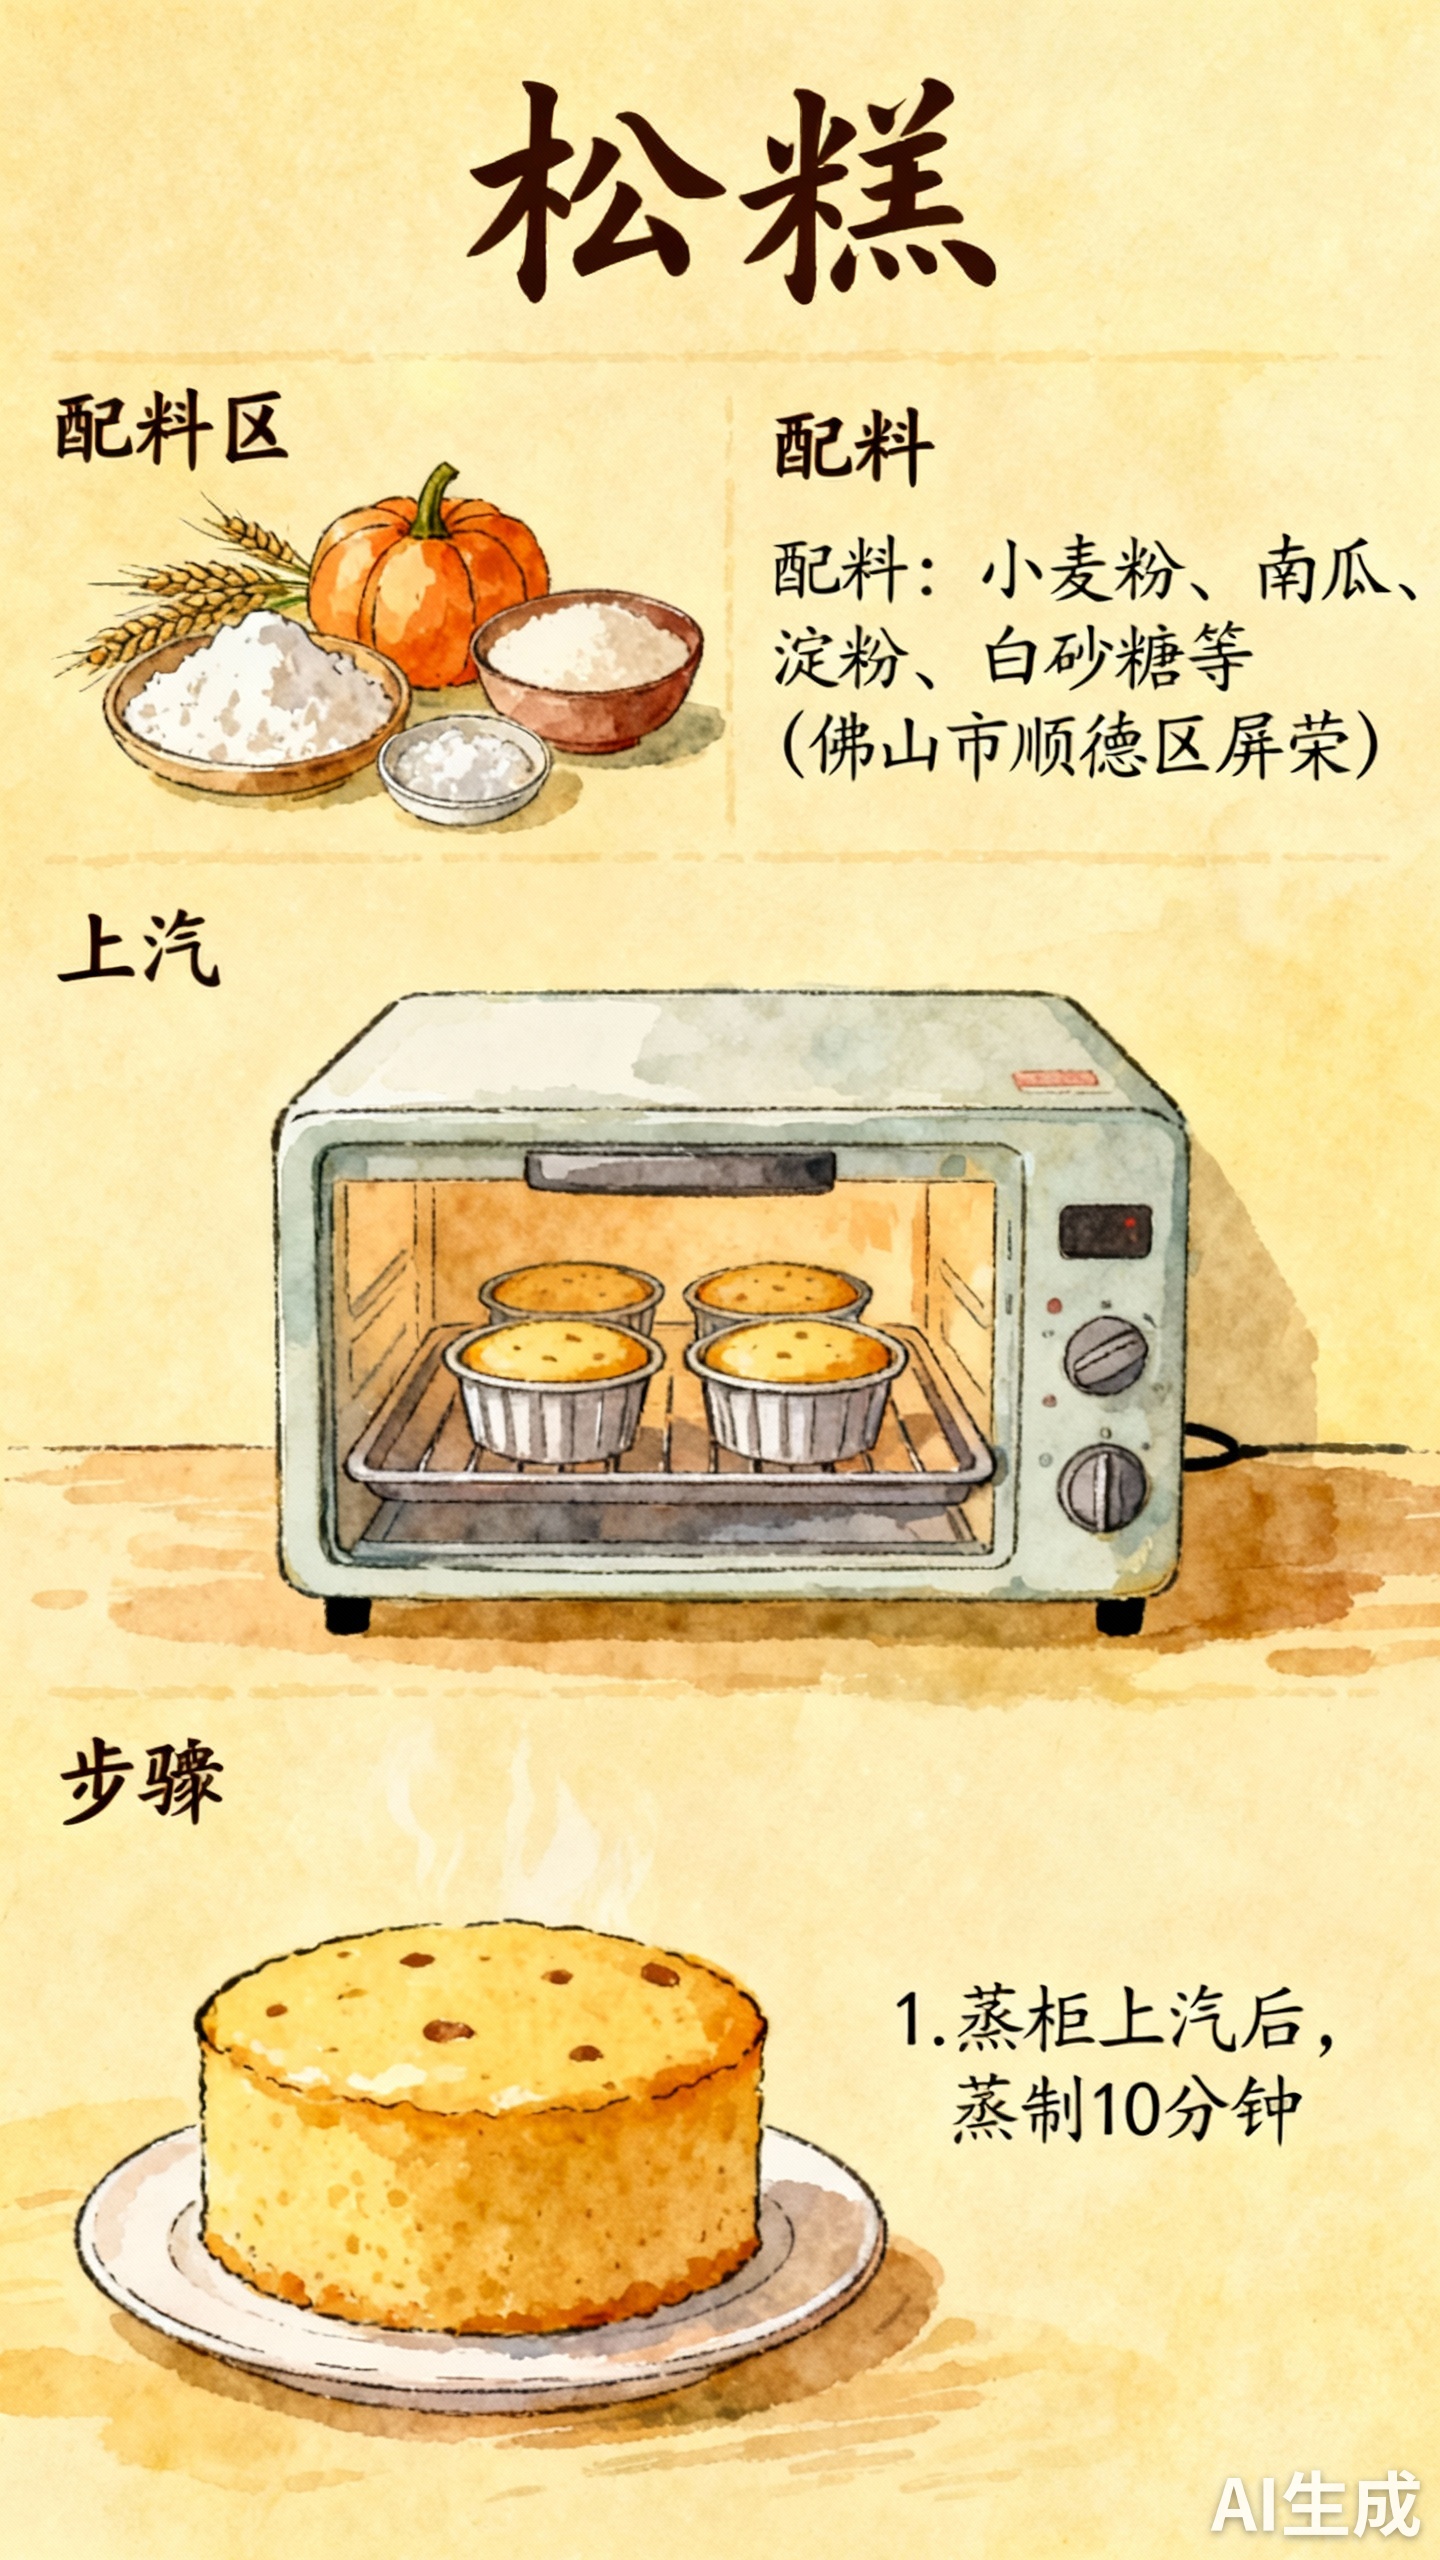 松糕
配料区
配料
配料：小麦粉、南瓜、
淀粉、白砂糖等
（佛山市顺德区屏荣）
上汽
步骤
1.蒸柜上汽后，
蒸制10分钟
AI生成